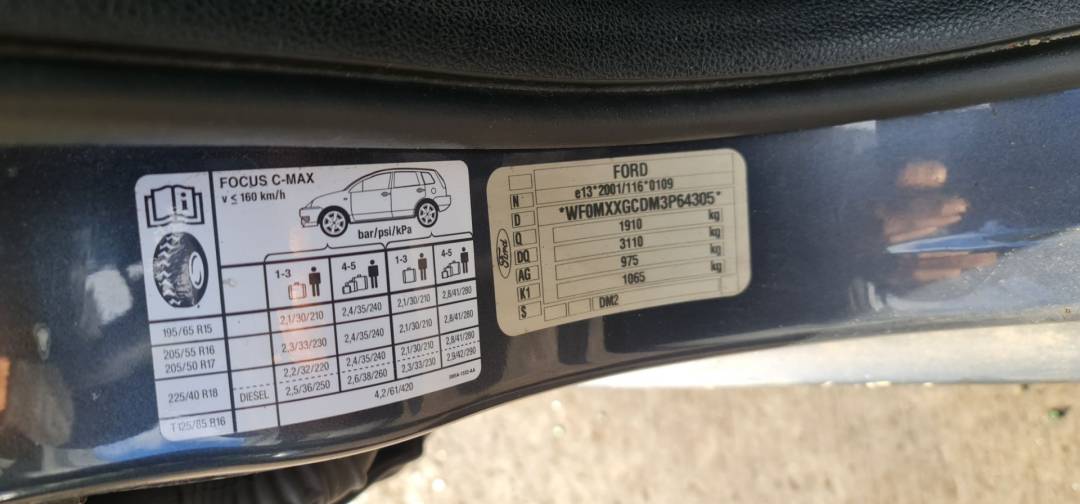 FOCUS C-MAX
v ≤ 160 km/h
bar/psi/kPa
1-3 4-5 1-3 4-5
195/65 R15 2,1/30/210 2,4/35/240 2,1/30/210 2,8/41/280
205/55 R16
205/50 R17 2,3/33/230 2,4/35/240 2,1/30/210 2,8/41/280
225/40 R18 2,2/32/220 2,4/35/240 2,1/30/210 2,8/41/280
DIESEL 2,5/36/250 2,6/38/260 2,3/33/230 2,9/42/290
T125/85 R16 4,2/61/420
FORD
N e13*2001/116*0109
D *WF0MXXGCDM3P64305*
Q 1910 kg
DQ 3110 kg
AG 975 kg
K1 1065 kg
S DM2
Ford